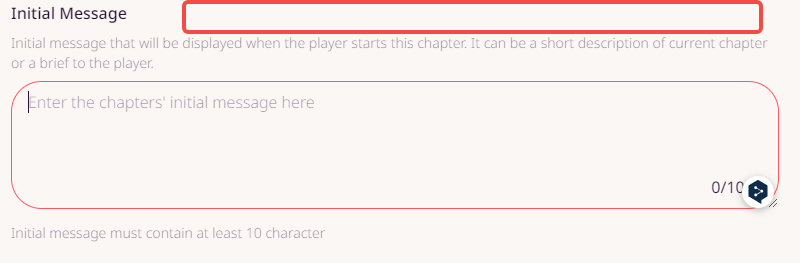 Initial Message
Initial message that will be displayed when the player starts this chapter. It can be a short description of current chapter
or a brief to the player.
Enter the chapters' initial message here
0/10
Initial message must contain at least 10 character